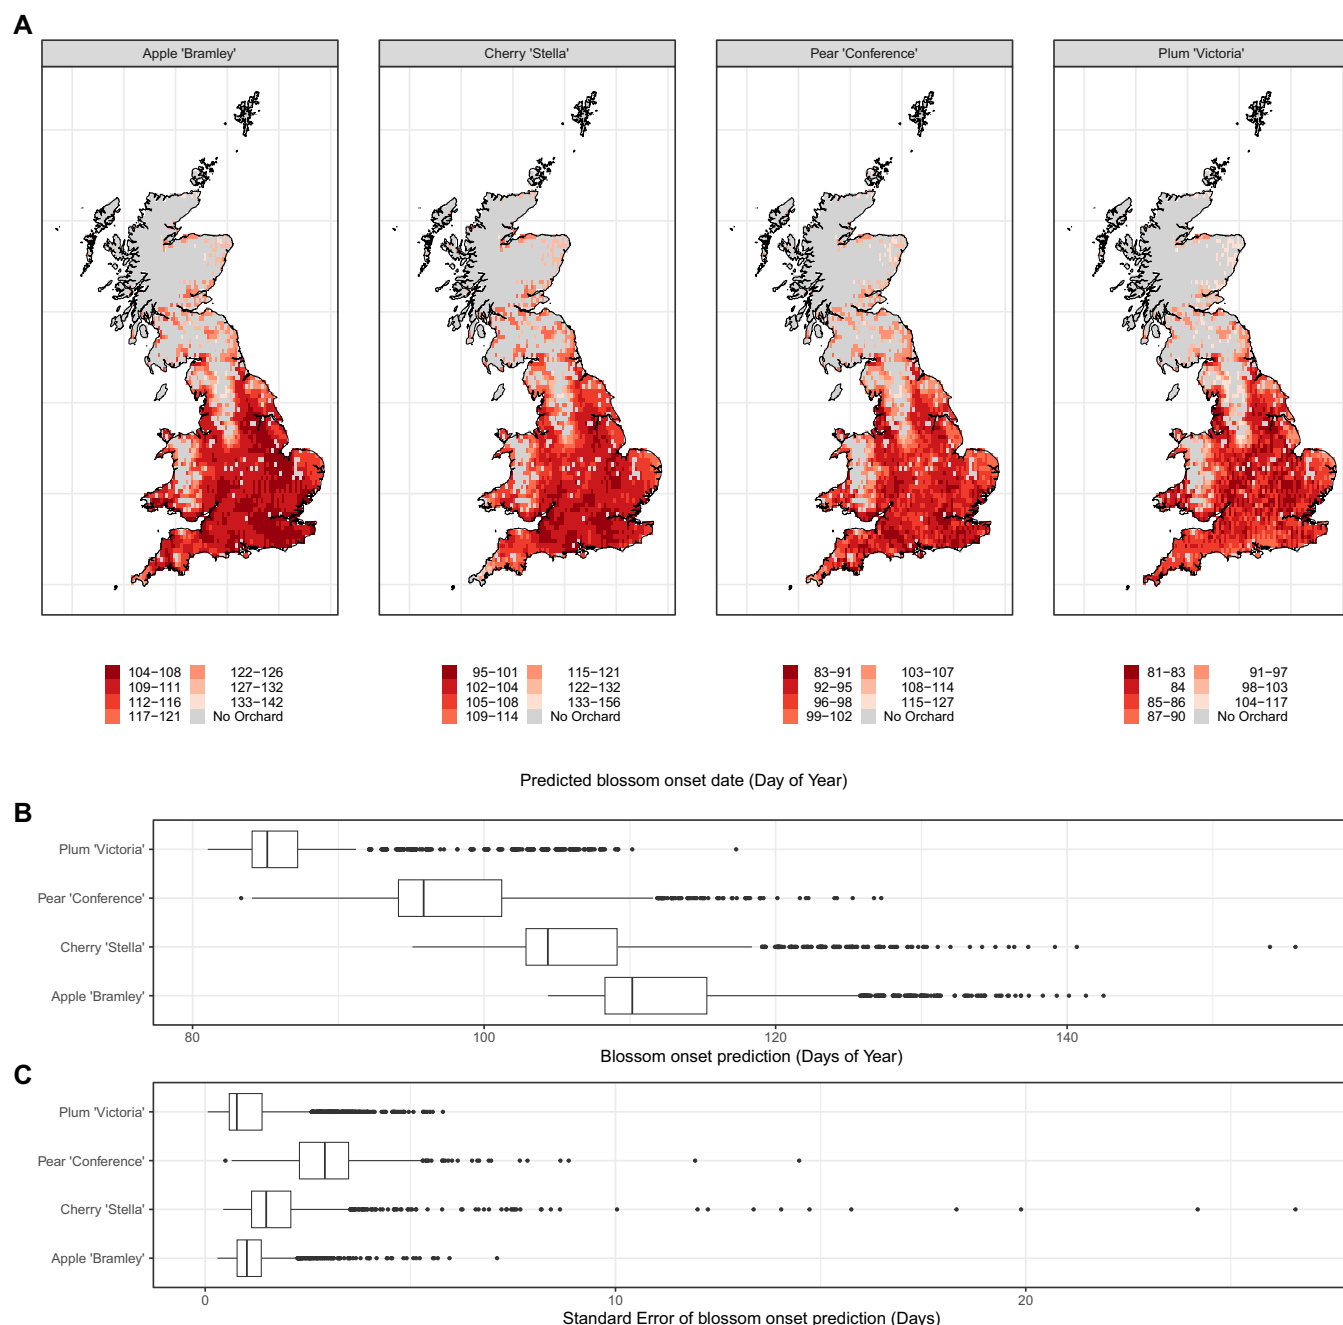 A
Apple 'Bramley'
Cherry 'Stella'
Pear 'Conference'
Plum 'Victoria'
104−108 122−126
109−111 127−132
112−116 133−142
117−121 No Orchard
95−101 115−121
102−104 122−132
105−108 133−156
109−114 No Orchard
83−91 103−107
92−95 108−114
96−98 115−127
99−102 No Orchard
81−83 91−97
84 98−103
85−86 104−117
87−90 No Orchard
Predicted blossom onset date (Day of Year)
B
Plum 'Victoria'
Pear 'Conference'
Cherry 'Stella'
Apple 'Bramley'
80 100 120 140
Blossom onset prediction (Days of Year)
C
Plum 'Victoria'
Pear 'Conference'
Cherry 'Stella'
Apple 'Bramley'
0 10 20
Standard Error of blossom onset prediction (Days)